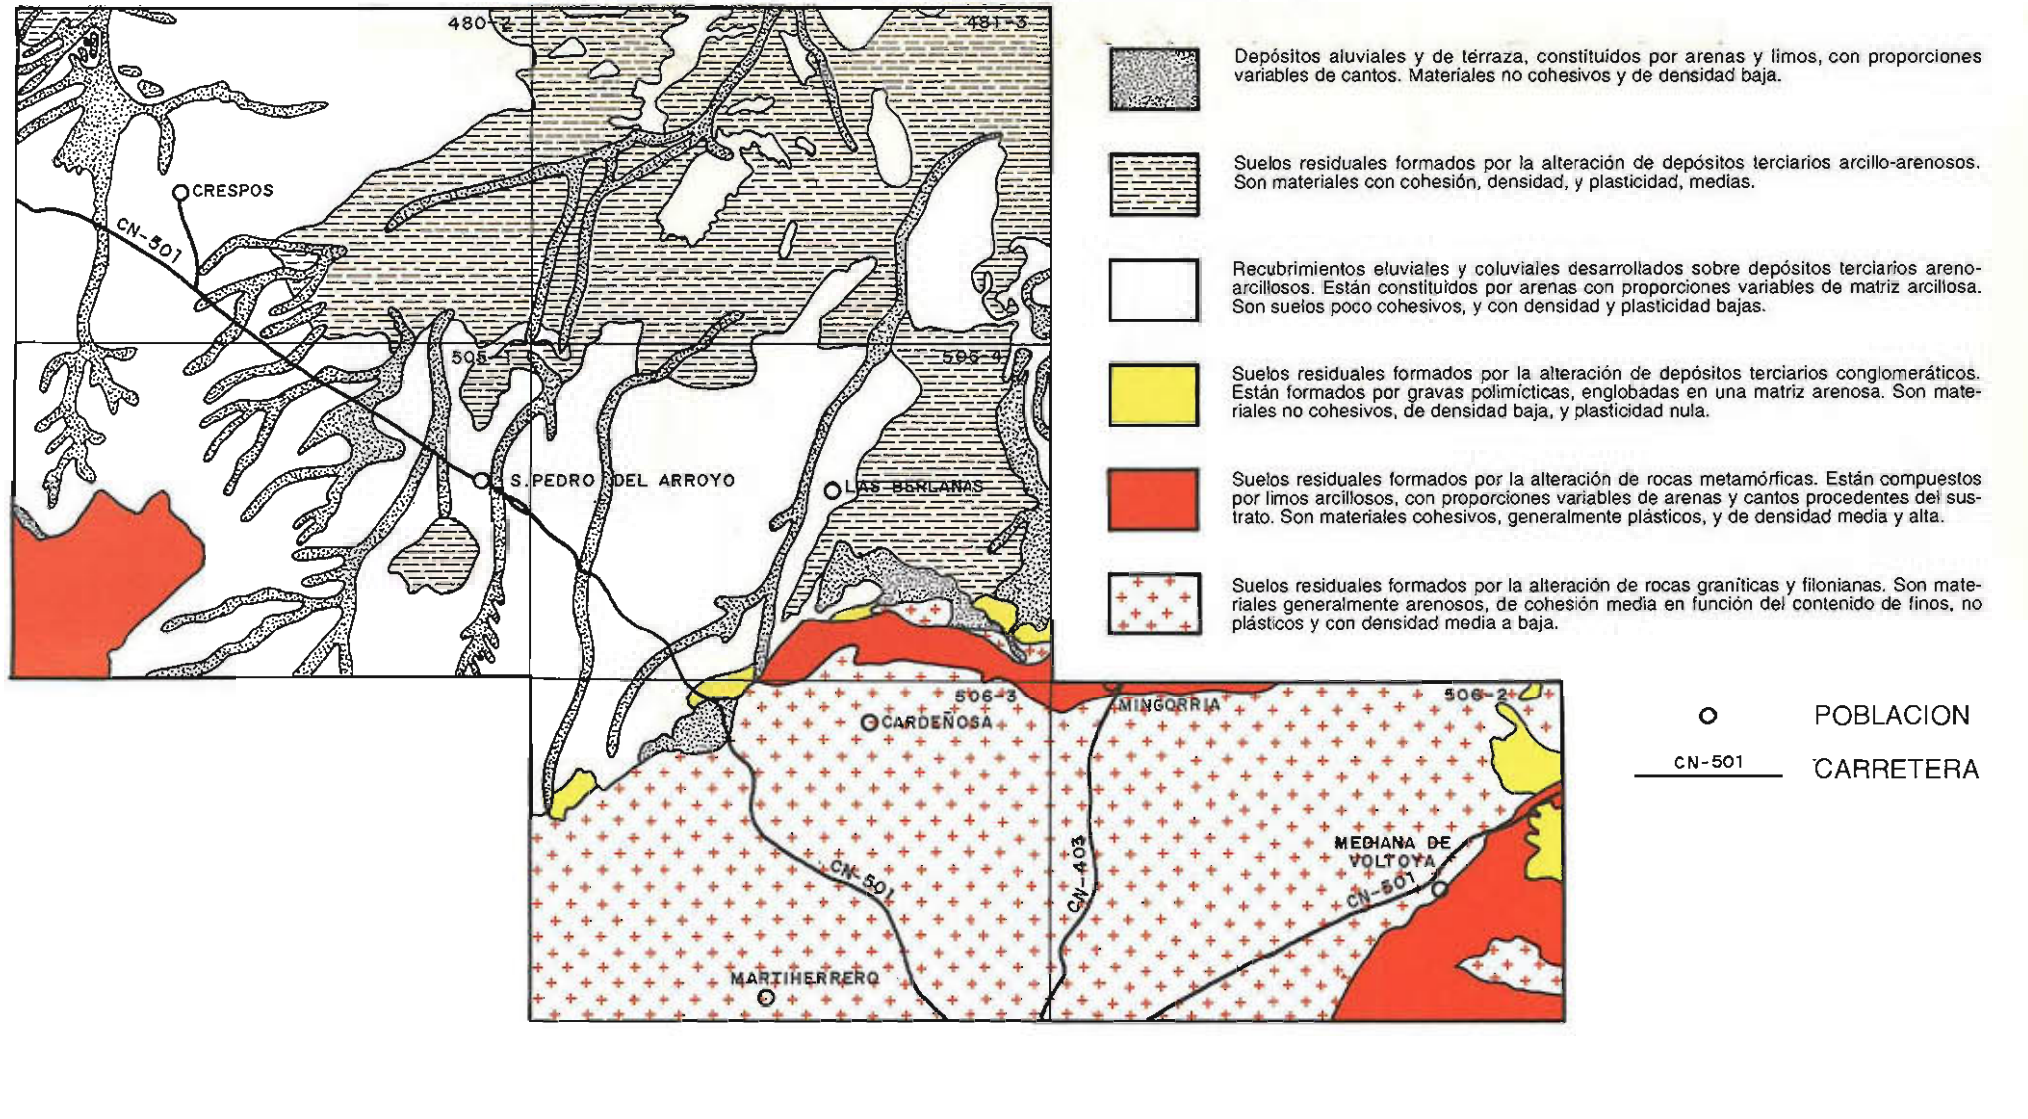 480-2
481-3
CRESPOS
CN-501
505-1
506-4
S. PEDRO DEL ARROYO
LAS BERLANAS
506-3
CARDEÑOSA
MINGORRIA
506-2
CN-501
CN-403
MEDIANA DE
VOLTOYA
CN-501
MARTIHERRERO
Depósitos aluviales y de térraza, constituidos por arenas y limos, con proporciones
variables de cantos. Materiales no cohesivos y de densidad baja.
Suelos residuales formados por la alteración de depósitos terciarios arcillo-arenosos.
Son materiales con cohesión, densidad, y plasticidad, medias.
Recubrimientos eluviales y coluviales desarrollados sobre depósitos terciarios areno-
arcillosos. Están constituidos por arenas con proporciones variables de matriz arcillosa.
Son suelos poco cohesivos, y con densidad y plasticidad bajas.
Suelos residuales formados por la alteración de depósitos terciarios conglomeráticos.
Están formados por gravas polimícticas, englobadas en una matriz arenosa. Son mate-
riales no cohesivos, de densidad baja, y plasticidad nula.
Suelos residuales formados por la alteración de rocas metamórficas. Están compuestos
por limos arcillosos, con proporciones variables de arenas y cantos procedentes del sus-
trato. Son materiales cohesivos, generalmente plásticos, y de densidad media y alta.
Suelos residuales formados por la alteración de rocas graníticas y filonianas. Son mate-
riales generalmente arenosos, de cohesión media en función del contenido de finos, no
plásticos y con densidad media a baja.
POBLACION
CN-501
CARRETERA